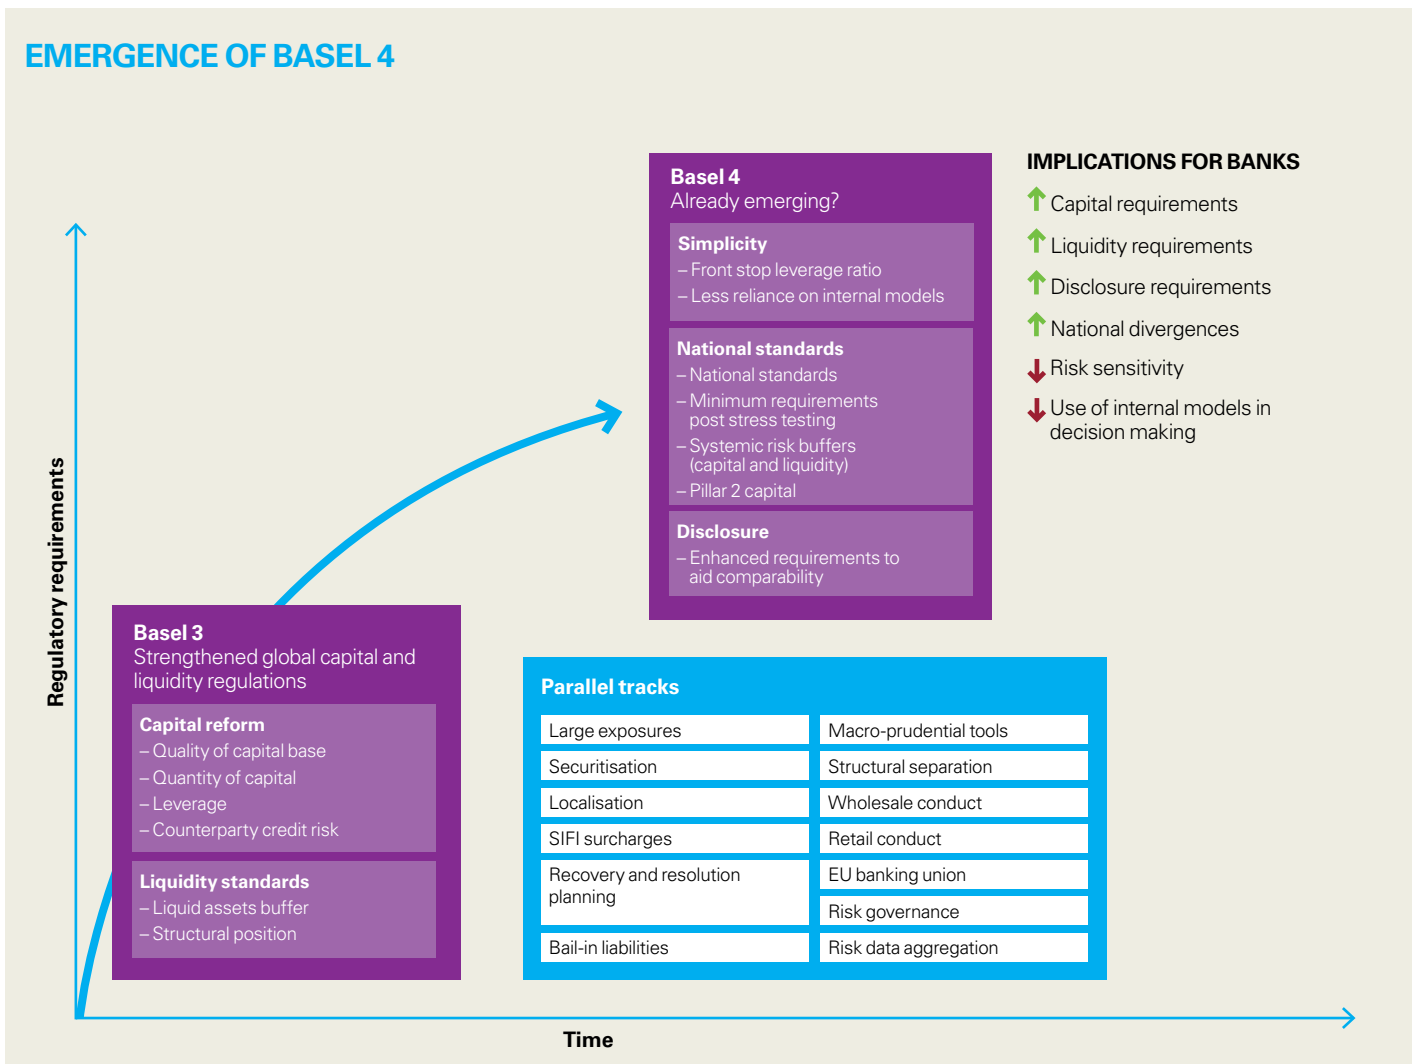 EMERGENCE OF BASEL 4
Basel 4
Already emerging?
Simplicity
– Front stop leverage ratio
– Less reliance on internal models
National standards
– National standards
– Minimum requirements
post stress testing
– Systemic risk buffers
(capital and liquidity)
– Pillar 2 capital
Disclosure
– Enhanced requirements to
aid comparability
IMPLICATIONS FOR BANKS
Capital requirements
Liquidity requirements
Disclosure requirements
National divergences
Risk sensitivity
Use of internal models in
decision making
Regulatory requirements
Basel 3
Strengthened global capital and
liquidity regulations
Capital reform
– Quality of capital base
– Quantity of capital
– Leverage
– Counterparty credit risk
Liquidity standards
– Liquid assets buffer
– Structural position
Parallel tracks
Large exposures
Securitisation
Localisation
SIFI surcharges
Recovery and resolution
planning
Bail-in liabilities
Macro-prudential tools
Structural separation
Wholesale conduct
Retail conduct
EU banking union
Risk governance
Risk data aggregation
Time